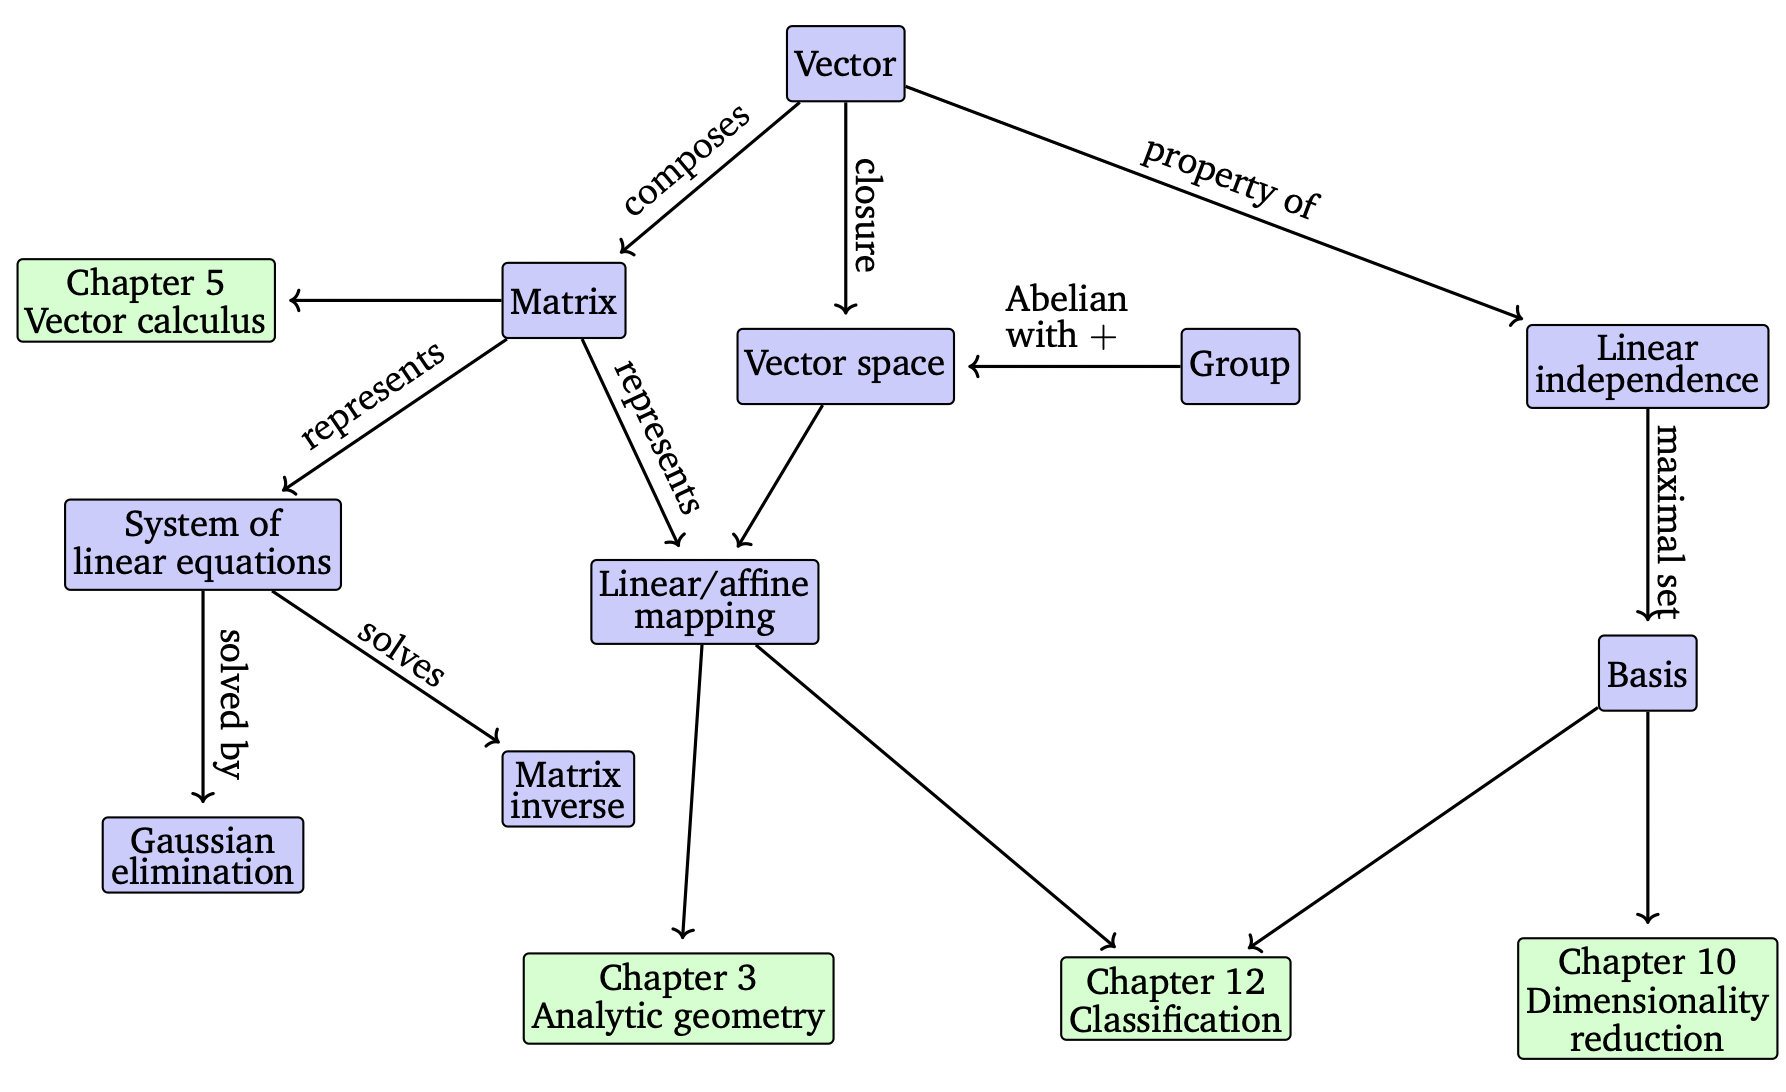 Vector
composes
closure
property of
Chapter 5
Vector calculus
Matrix
Abelian
with +
Vector space
Group
Linear
independence
represents
represents
maximal set
System of
linear equations
Linear/affine
mapping
solved by
solves
Basis
Matrix
inverse
Gaussian
elimination
Chapter 3
Analytic geometry
Chapter 12
Classification
Chapter 10
Dimensionality
reduction